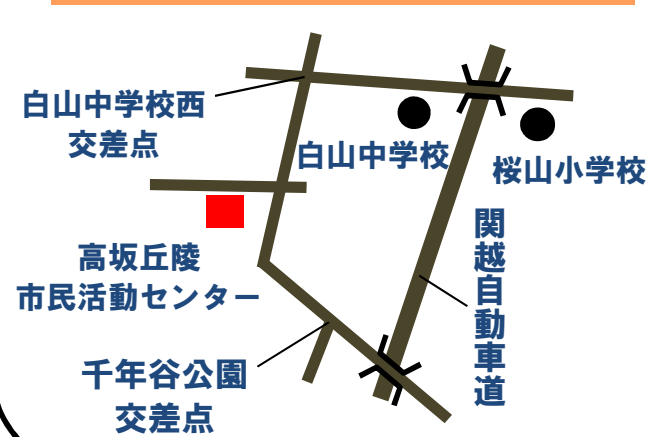 白山中学校西
交差点
白山中学校
桜山小学校
関越自動車道
高坂丘陵
市民活動センター
千年谷公園
交差点